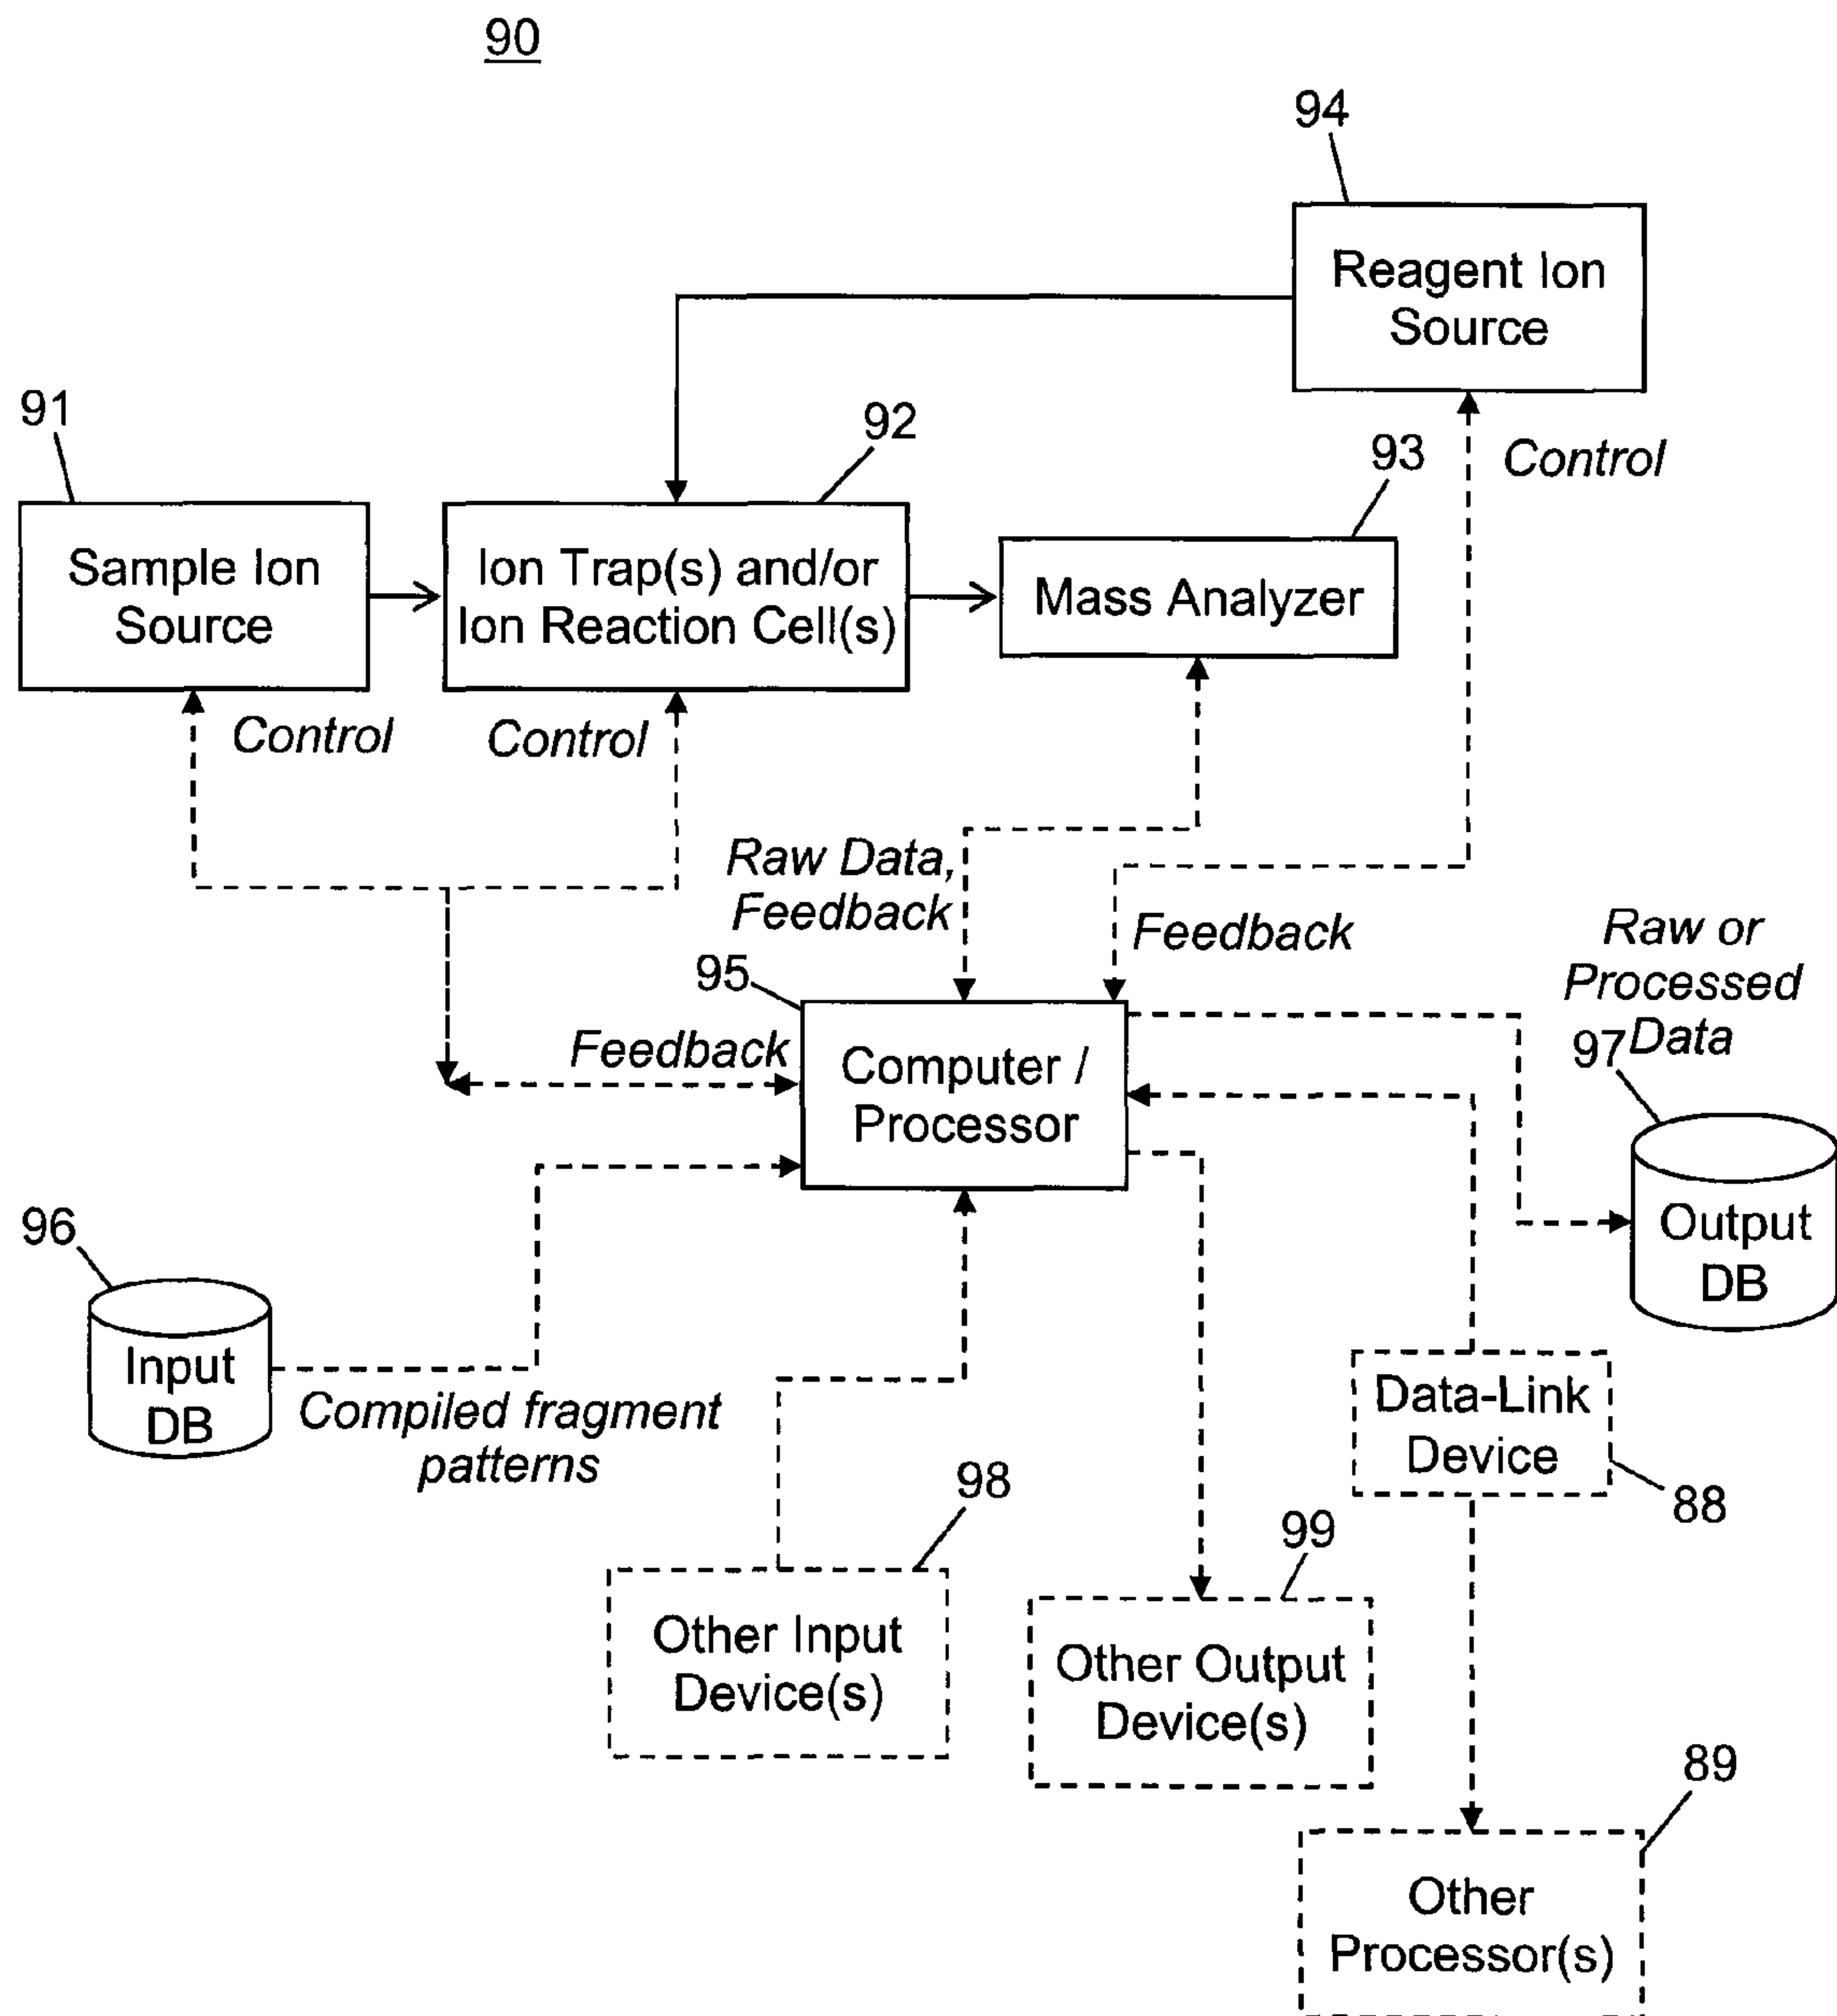 90
94
Reagent Ion
Source
Control
91
92
93
Sample Ion
Source
Ion Trap(s) and/or
Ion Reaction Cell(s)
Mass Analyzer
Control
Control
Raw Data,
Feedback
Feedback
Raw or
Processed
Data
95
Feedback
Computer /
Processor
97
Output
DB
96
Input
DB
Compiled fragment
patterns
Data-Link
Device
88
98
Other Input
Device(s)
99
Other Output
Device(s)
89
Other
Processor(s)